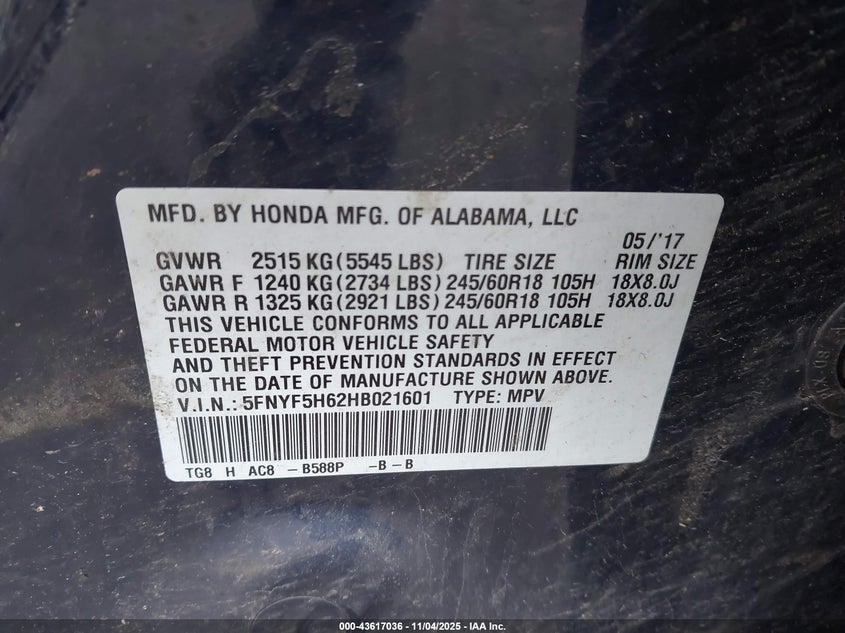 MFD. BY HONDA MFG. OF ALABAMA, LLC
05/'17
GVWR 2515 KG(5545 LBS) TIRE SIZE RIM SIZE
GAWR F 1240 KG(2734 LBS) 245/60R18 105H 18X8.0J
GAWR R 1325 KG(2921 LBS) 245/60R18 105H 18X8.0J
THIS VEHICLE CONFORMS TO ALL APPLICABLE
FEDERAL MOTOR VEHICLE SAFETY
AND THEFT PREVENTION STANDARDS IN EFFECT
ON THE DATE OF MANUFACTURE SHOWN ABOVE.
V.I.N.: 5FNYF5H62HB021601 TYPE: MPV
TG8 H AC8 -B588P -B-B
000-43617036 - 11/04/2025 - IAA Inc.